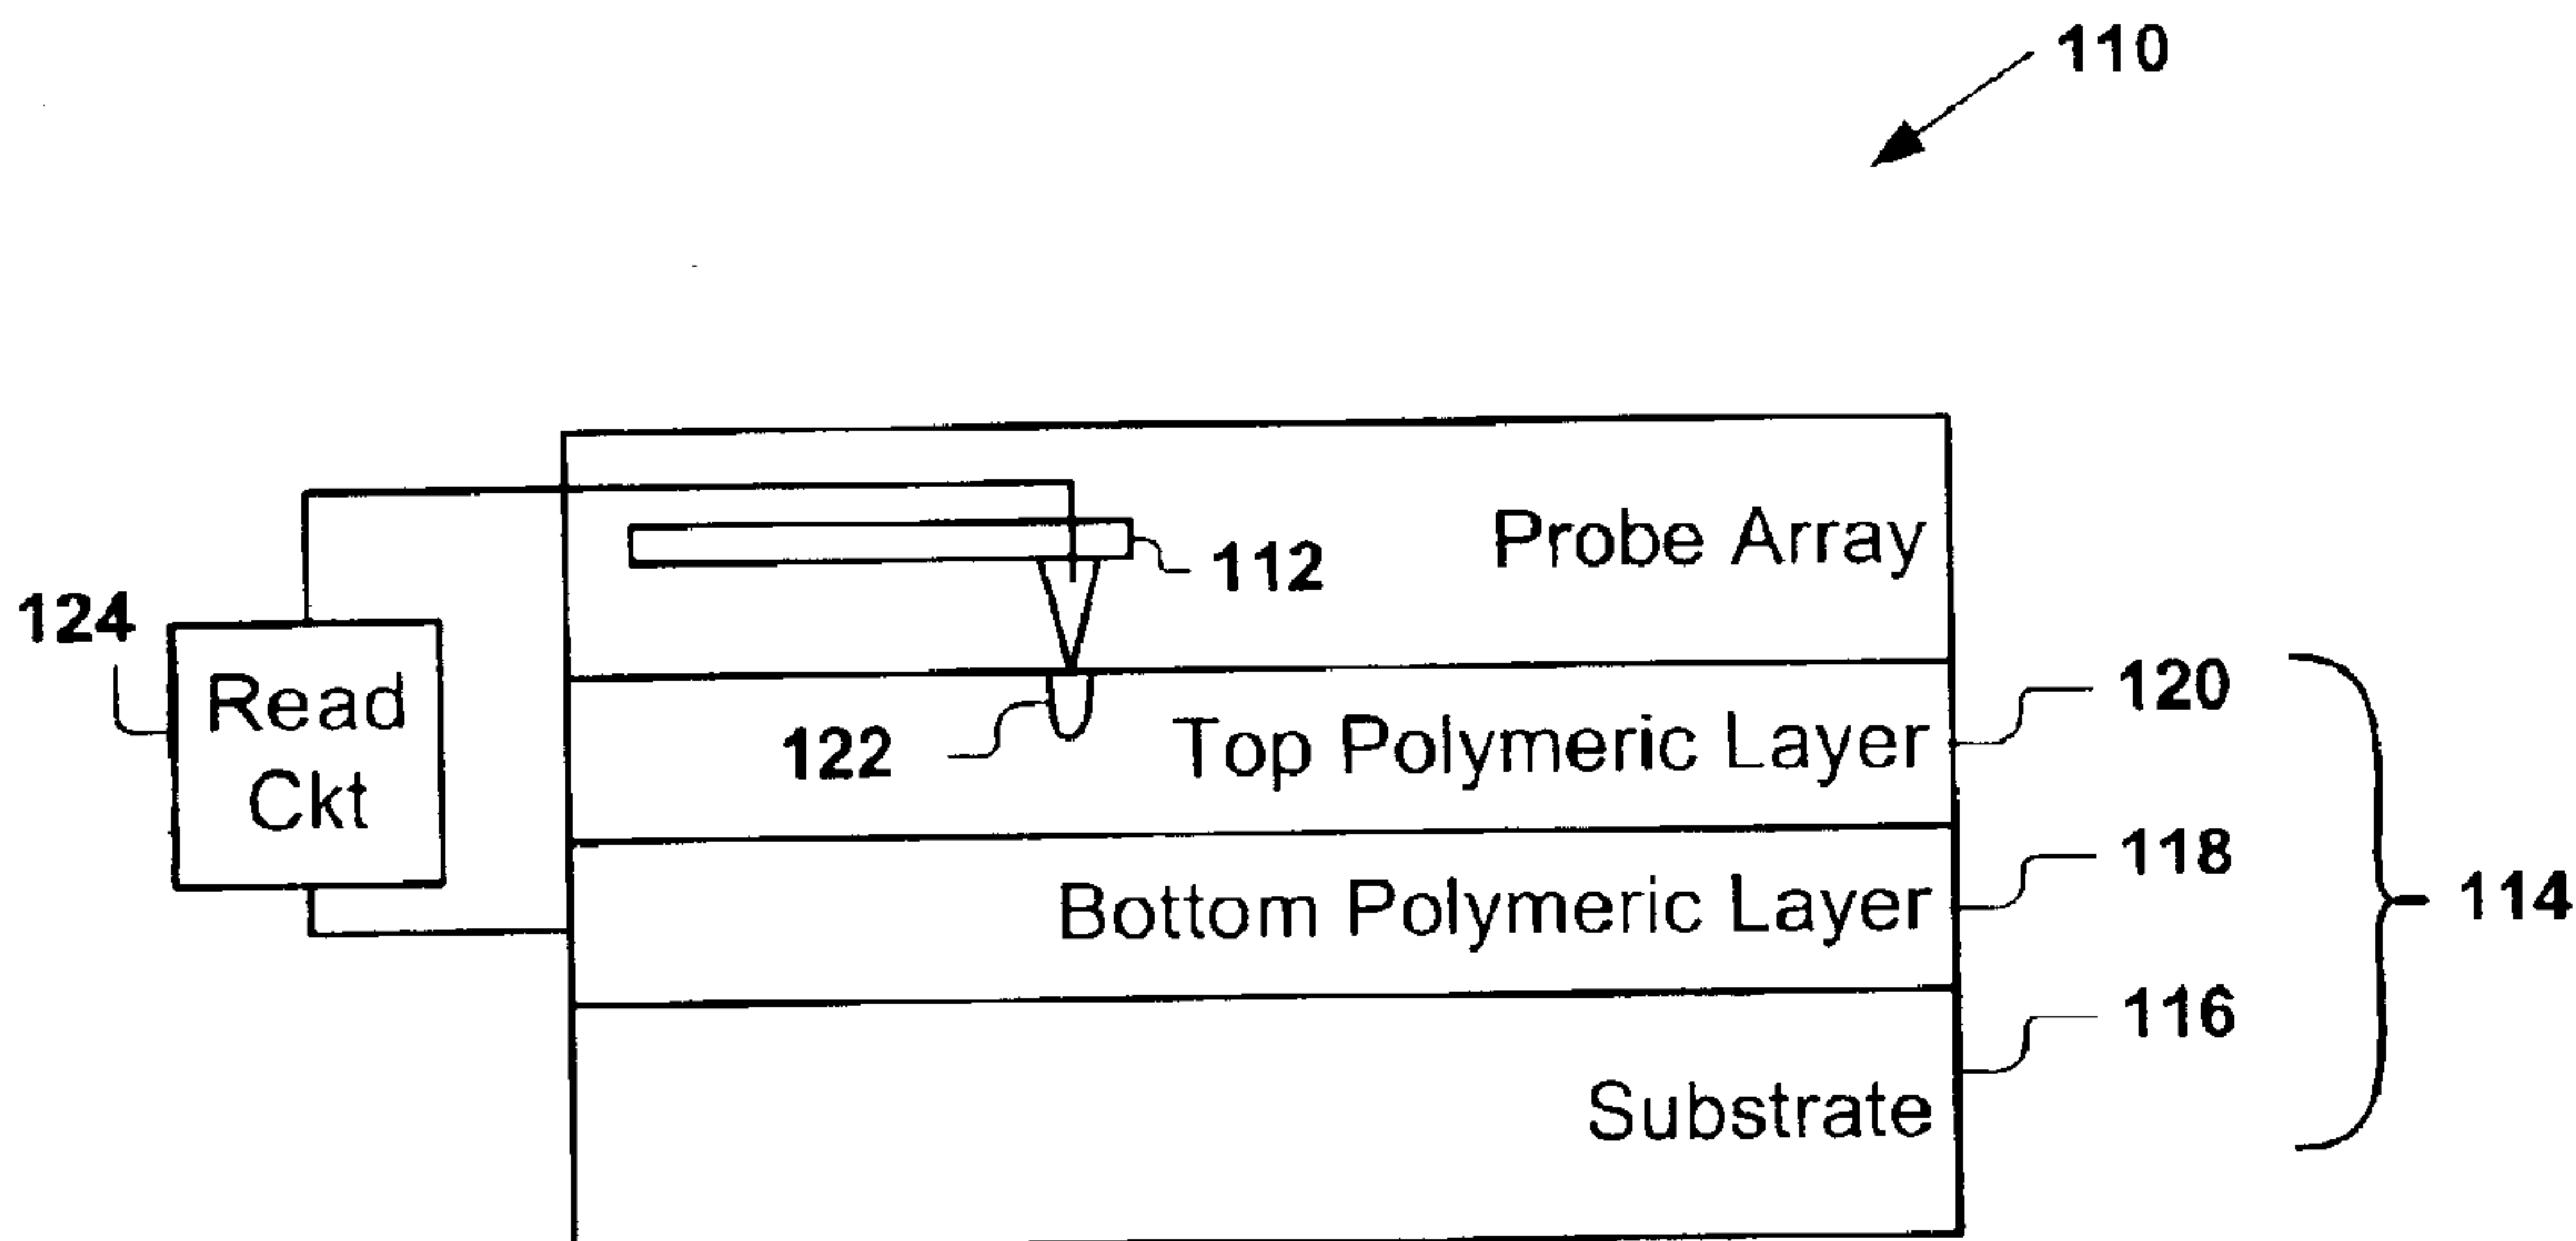 110
Probe Array
112
124
Read
Ckt
120
122
Top Polymeric Layer
118
Bottom Polymeric Layer
114
116
Substrate